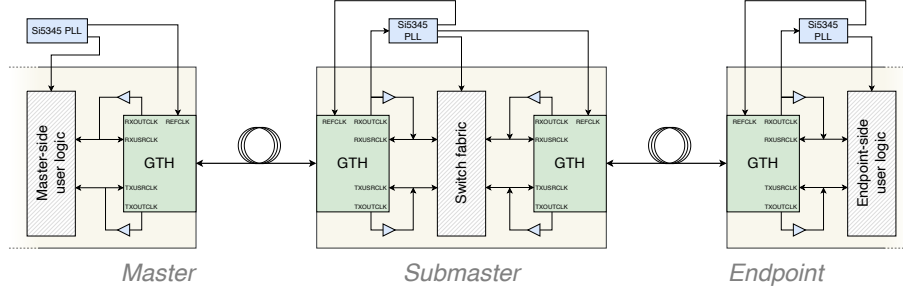 Si5345 PLL
Si5345
PLL
Si5345
PLL
Master-side
user logic
RXOUTCLK
REFCLK
RXUSRCLK
GTH
TXUSRCLK
TXOUTCLK
REFCLK
RXOUTCLK
RXUSRCLK
GTH
TXUSRCLK
TXOUTCLK
Switch fabric
RXOUTCLK
REFCLK
RXUSRCLK
GTH
TXUSRCLK
TXOUTCLK
REFCLK
RXOUTCLK
RXUSRCLK
GTH
TXUSRCLK
TXOUTCLK
Endpoint-side
user logic
Master
Submaster
Endpoint